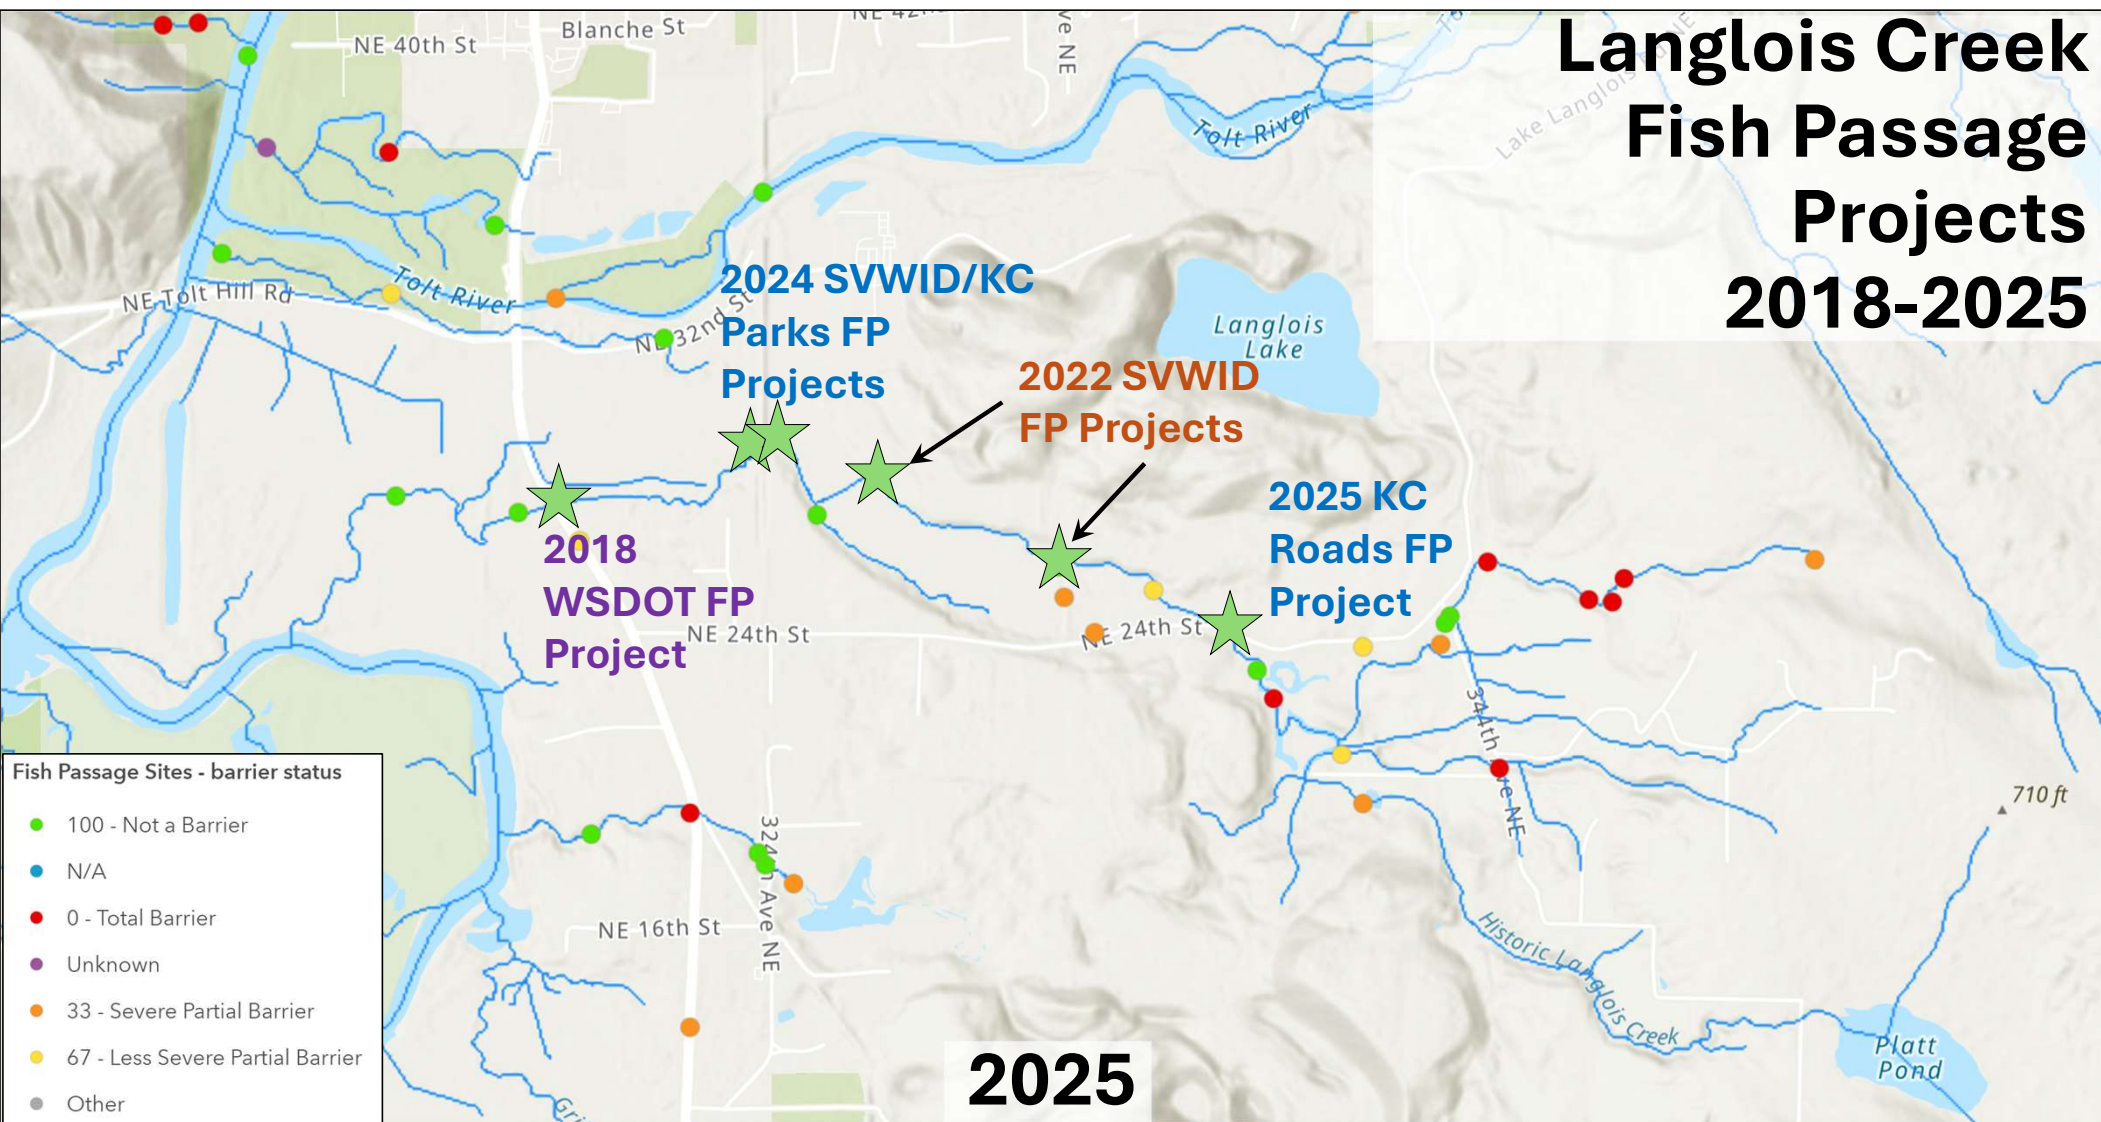 Langlois Creek
Fish Passage
Projects
2018-2025
Blanche St
NE 40th St
Lake Langlois
NE
Tolt River
NE Tolt Hill Rd
Tolt River
NE 32nd St
2024 SVWID/KC
Parks FP
Projects
Langlois
Lake
2022 SVWID
FP Projects
2025 KC
Roads FP
Project
2018
WSDOT FP
Project
NE 24th St
NE 24th St
344th Ave NE
710 ft
324th Ave NE
NE 16th St
Historic Langlois Creek
Platt
Pond
Fish Passage Sites - barrier status
100 - Not a Barrier
N/A
0 - Total Barrier
Unknown
33 - Severe Partial Barrier
67 - Less Severe Partial Barrier
Other
2025